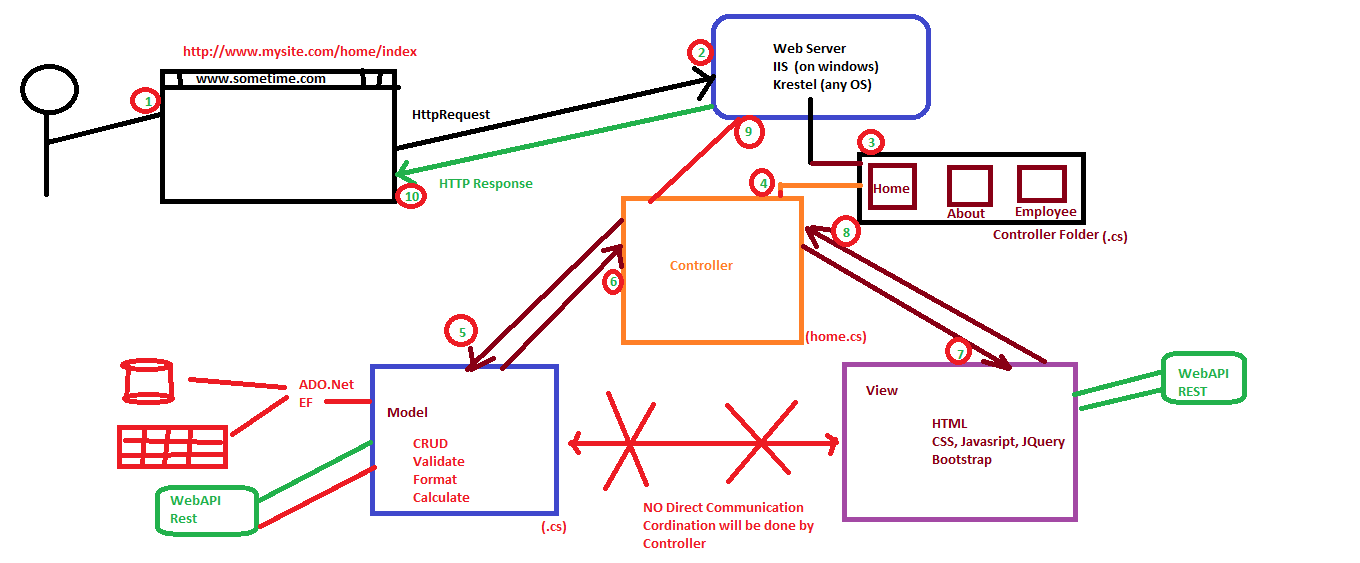 http://www.mysite.com/home/index
www.sometime.com
1
HttpRequest
HTTP Response
10
2
Web Server
IIS (on windows)
Krestel (any OS)
9
3
4
Home
About
Employee
Controller Folder (.cs)
8
Controller
6
(home.cs)
5
7
ADO.Net
EF
Model
CRUD
Validate
Format
Calculate
(.cs)
WebAPI
Rest
View
HTML
CSS, Javasript, JQuery
Bootstrap
WebAPI
REST
NO Direct Communication
Cordination will be done by
Controller